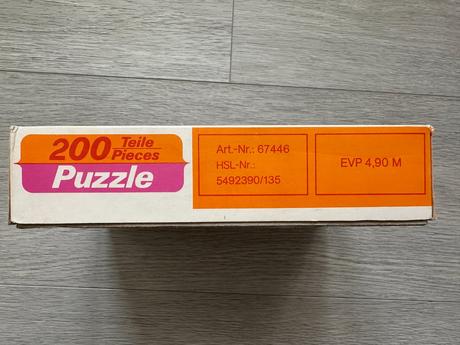 200 Teile
Pieces
Puzzle
Art.-Nr.: 67446
HSL-Nr.:
5492390/135
EVP 4,90 M